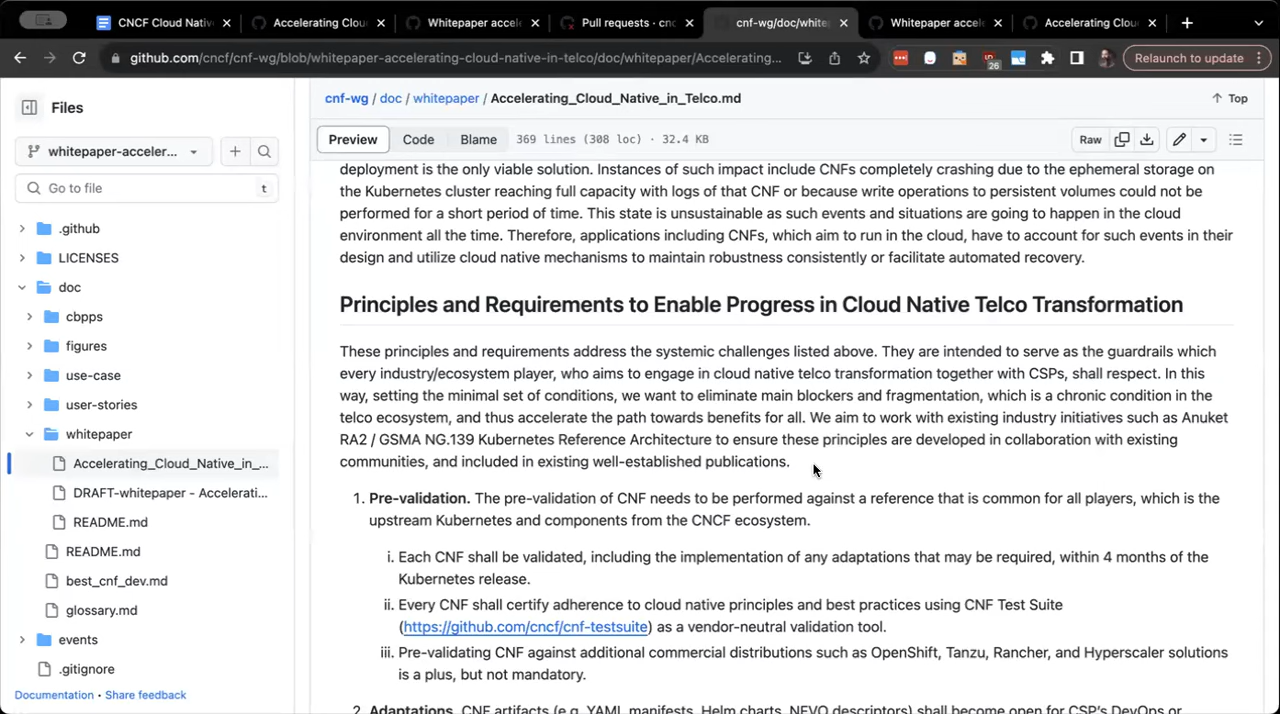 CNCF Cloud Nativ
Accelerating Clou
Whitepaper accel
Pull requests · cnc
cnf-wg/doc/white
Whitepaper accel
Accelerating Clou
github.com/cncf/cnf-wg/blob/whitepaper-accelerating-cloud-native-in-telco/doc/whitepaper/Accelerating...
26
Relaunch to update
Files
whitepaper-acceler...
Go to file
t
.github
LICENSES
doc
cbpps
figures
use-case
user-stories
whitepaper
Accelerating_Cloud_Native_in_...
DRAFT-whitepaper - Accelerati...
README.md
README.md
best_cnf_dev.md
glossary.md
events
.gitignore
Documentation • Share feedback
cnf-wg / doc / whitepaper / Accelerating_Cloud_Native_in_Telco.md
Top
Preview Code Blame 369 lines (308 loc) · 32.4 KB
Raw
deployment is the only viable solution. Instances of such impact include CNFs completely crashing due to the ephemeral storage on
the Kubernetes cluster reaching full capacity with logs of that CNF or because write operations to persistent volumes could not be
performed for a short period of time. This state is unsustainable as such events and situations are going to happen in the cloud
environment all the time. Therefore, applications including CNFs, which aim to run in the cloud, have to account for such events in their
design and utilize cloud native mechanisms to maintain robustness consistently or facilitate automated recovery.
Principles and Requirements to Enable Progress in Cloud Native Telco Transformation
These principles and requirements address the systemic challenges listed above. They are intended to serve as the guardrails which
every industry/ecosystem player, who aims to engage in cloud native telco transformation together with CSPs, shall respect. In this
way, setting the minimal set of conditions, we want to eliminate main blockers and fragmentation, which is a chronic condition in the
telco ecosystem, and thus accelerate the path towards benefits for all. We aim to work with existing industry initiatives such as Anuket
RA2 / GSMA NG.139 Kubernetes Reference Architecture to ensure these principles are developed in collaboration with existing
communities, and included in existing well-established publications.
1. Pre-validation. The pre-validation of CNF needs to be performed against a reference that is common for all players, which is the
upstream Kubernetes and components from the CNCF ecosystem.
i. Each CNF shall be validated, including the implementation of any adaptations that may be required, within 4 months of the
Kubernetes release.
ii. Every CNF shall certify adherence to cloud native principles and best practices using CNF Test Suite
(https://github.com/cncf/cnf-testsuite) as a vendor-neutral validation tool.
iii. Pre-validating CNF against additional commercial distributions such as OpenShift, Tanzu, Rancher, and Hyperscaler solutions
is a plus, but not mandatory.
2. Adaptations. CNF artifacts (e.g. YAML manifests, Helm charts, NFVO descriptors) shall become open for CSP's DevOps or